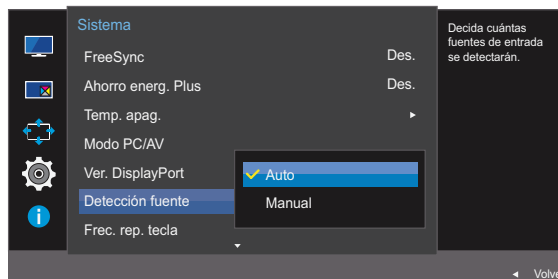 Sistema
FreeSync Des.
Ahorro energ. Plus Des.
Temp. apag.
Modo PC/AV
Ver. DisplayPort
Detección fuente
Frec. rep. tecla
Auto
Manual
Decida cuántas
fuentes de entrada
se detectarán.